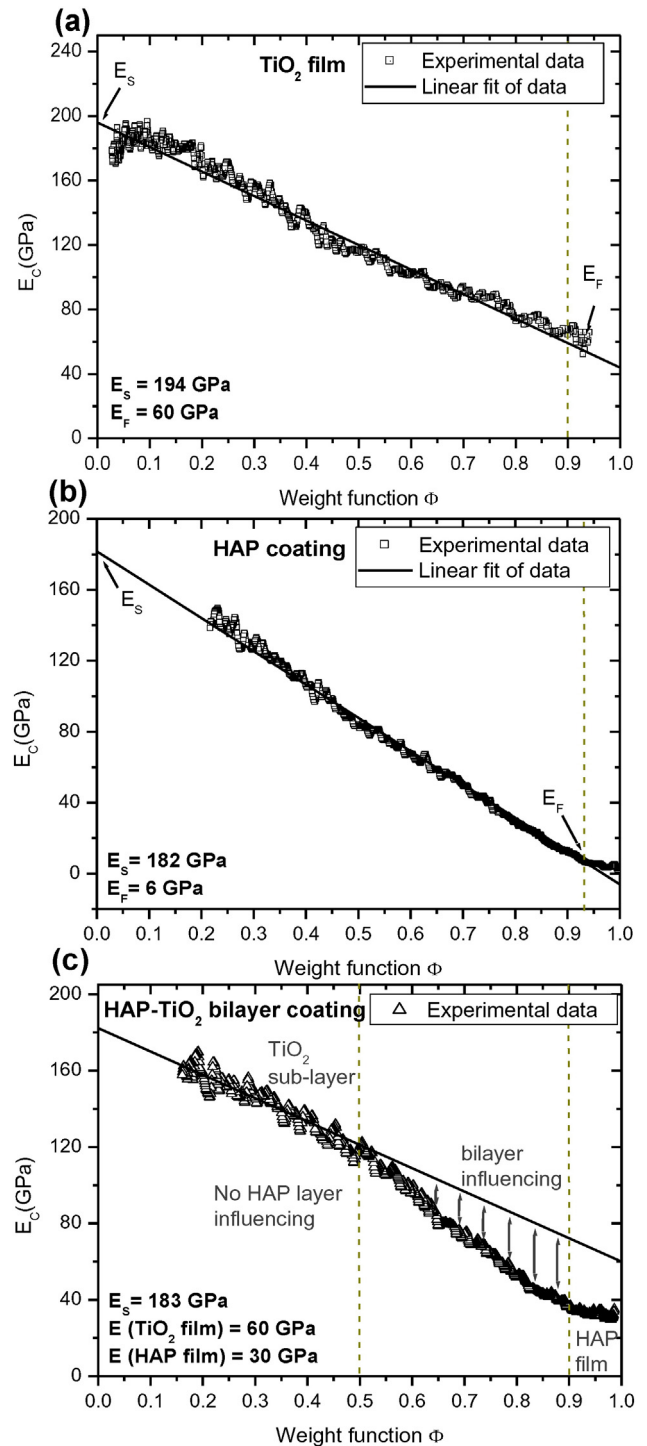 (a)
240
200
160
120
80
40
0
E_C(GPa)
E_S
TiO₂ film
Experimental data
Linear fit of data
E_F
E_S = 194 GPa
E_F = 60 GPa
0.0 0.1 0.2 0.3 0.4 0.5 0.6 0.7 0.8 0.9 1.0
Weight function Φ
(b)
200
160
120
80
40
0
E_C(GPa)
HAP coating
Experimental data
Linear fit of data
E_S
E_F
E_S= 182 GPa
E_F= 6 GPa
0.0 0.1 0.2 0.3 0.4 0.5 0.6 0.7 0.8 0.9 1.0
Weight function Φ
(c)
200
160
120
80
40
0
E_C(GPa)
HAP-TiO₂ bilayer coating
Experimental data
TiO₂
sub-layer
bilayer
influencing
No HAP layer
influencing
E_S= 183 GPa
E (TiO₂ film) = 60 GPa
E (HAP film) = 30 GPa
HAP
film
0.0 0.1 0.2 0.3 0.4 0.5 0.6 0.7 0.8 0.9 1.0
Weight function Φ